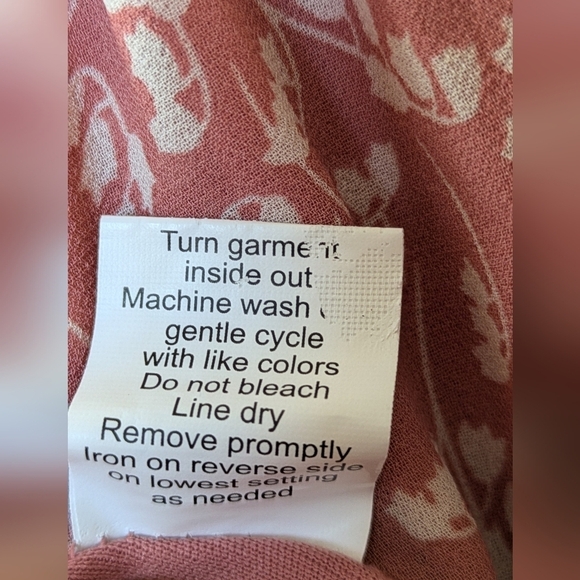 Turn garment
inside out
Machine wash
gentle cycle
with like colors
Do not bleach
Line dry
Remove promptly
Iron on reverse side
on lowest setting
as needed